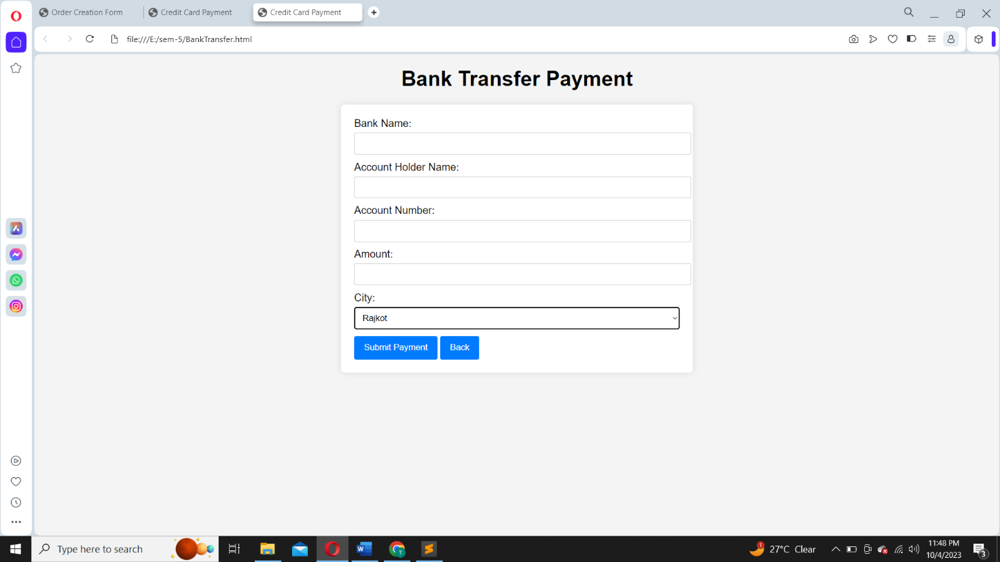 Order Creation Form
Credit Card Payment
Credit Card Payment
file:///E:/sem-5/BankTransfer.html
Bank Transfer Payment
Bank Name:
Account Holder Name:
Account Number:
Amount:
City:
Rajkot
Submit Payment
Back
Type here to search
27°C Clear
11:48 PM
10/4/2023
3